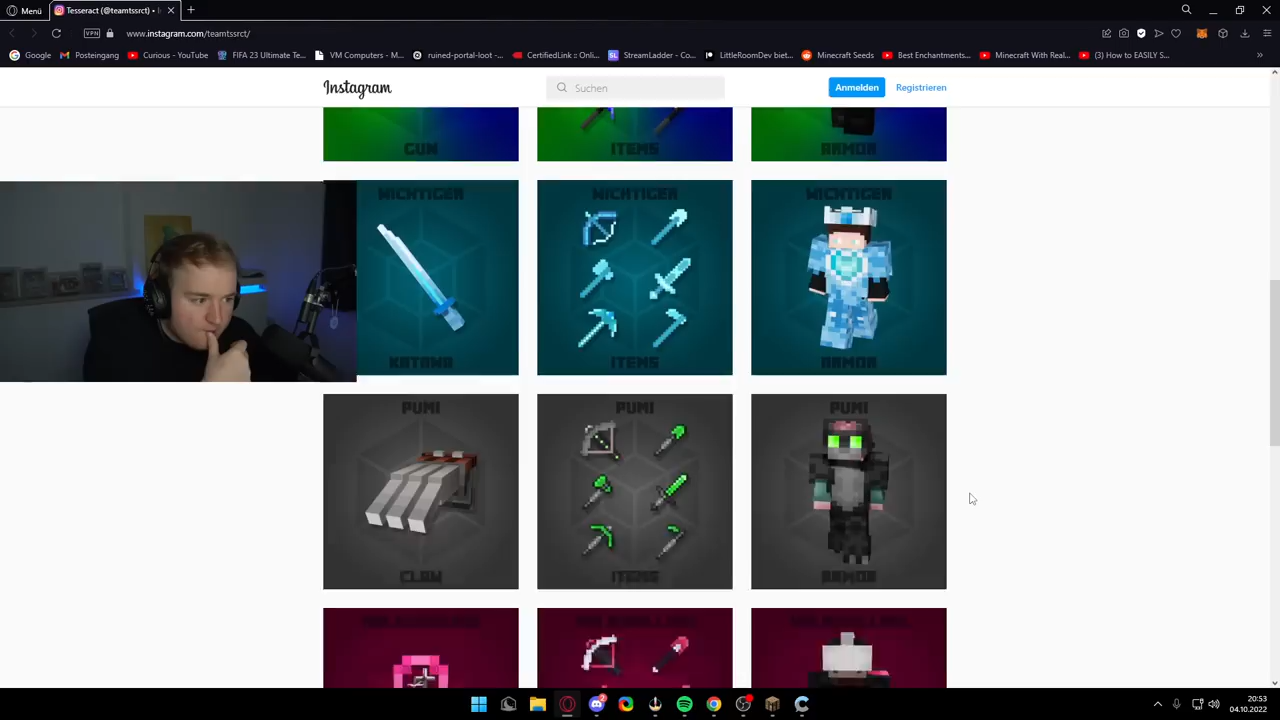 Menü
Tesseract (@teamtssrct) •
VPN
www.instagram.com/teamtssrct/
Google
Posteingang
Curious - YouTube
FIFA 23 Ultimate Te...
VM Computers – M...
ruined-portal-loot -...
CertifiedLink :: Onli...
StreamLadder - Co...
LittleRoomDev biet...
Minecraft Seeds
Best Enchantments...
Minecraft With Real...
(3) How to EASILY S...
Instagram
Suchen
Anmelden
Registrieren
GUN
ITEMS
ARMOR
WICHTIGER
WICHTIGER
WICHTIGER
KATANA
ITEMS
ARMOR
PUMI
PUMI
PUMI
CLAW
ITEMS
ARMOR
20:53
04.10.2022